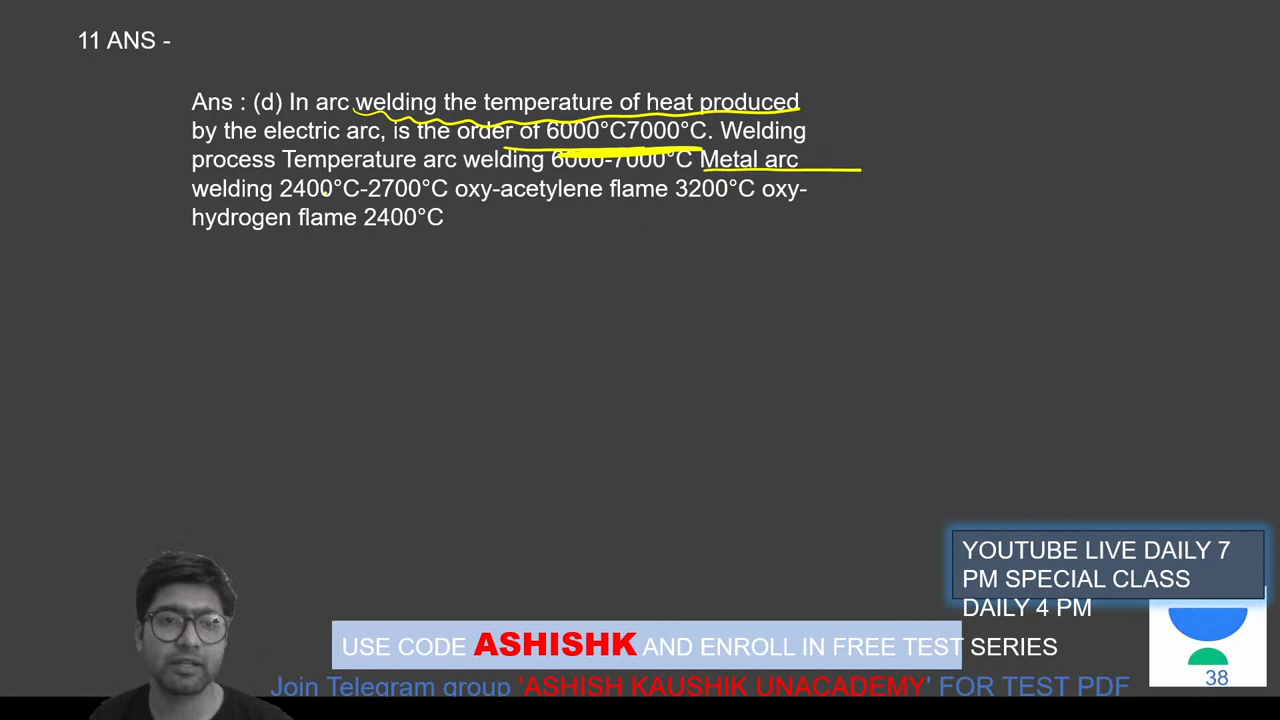 11 ANS -
Ans : (d) In arc welding the temperature of heat produced
by the electric arc, is the order of 6000°C7000°C. Welding
process Temperature arc welding 6000-7000°C Metal arc
welding 2400°C-2700°C oxy-acetylene flame 3200°C oxy-
hydrogen flame 2400°C
YOUTUBE LIVE DAILY 7
PM SPECIAL CLASS
DAILY 4 PM
USE CODE ASHISHK AND ENROLL IN FREE TEST SERIES
38
Join Telegram group 'ASHISH KAUSHIK UNACADEMY' FOR TEST PDF